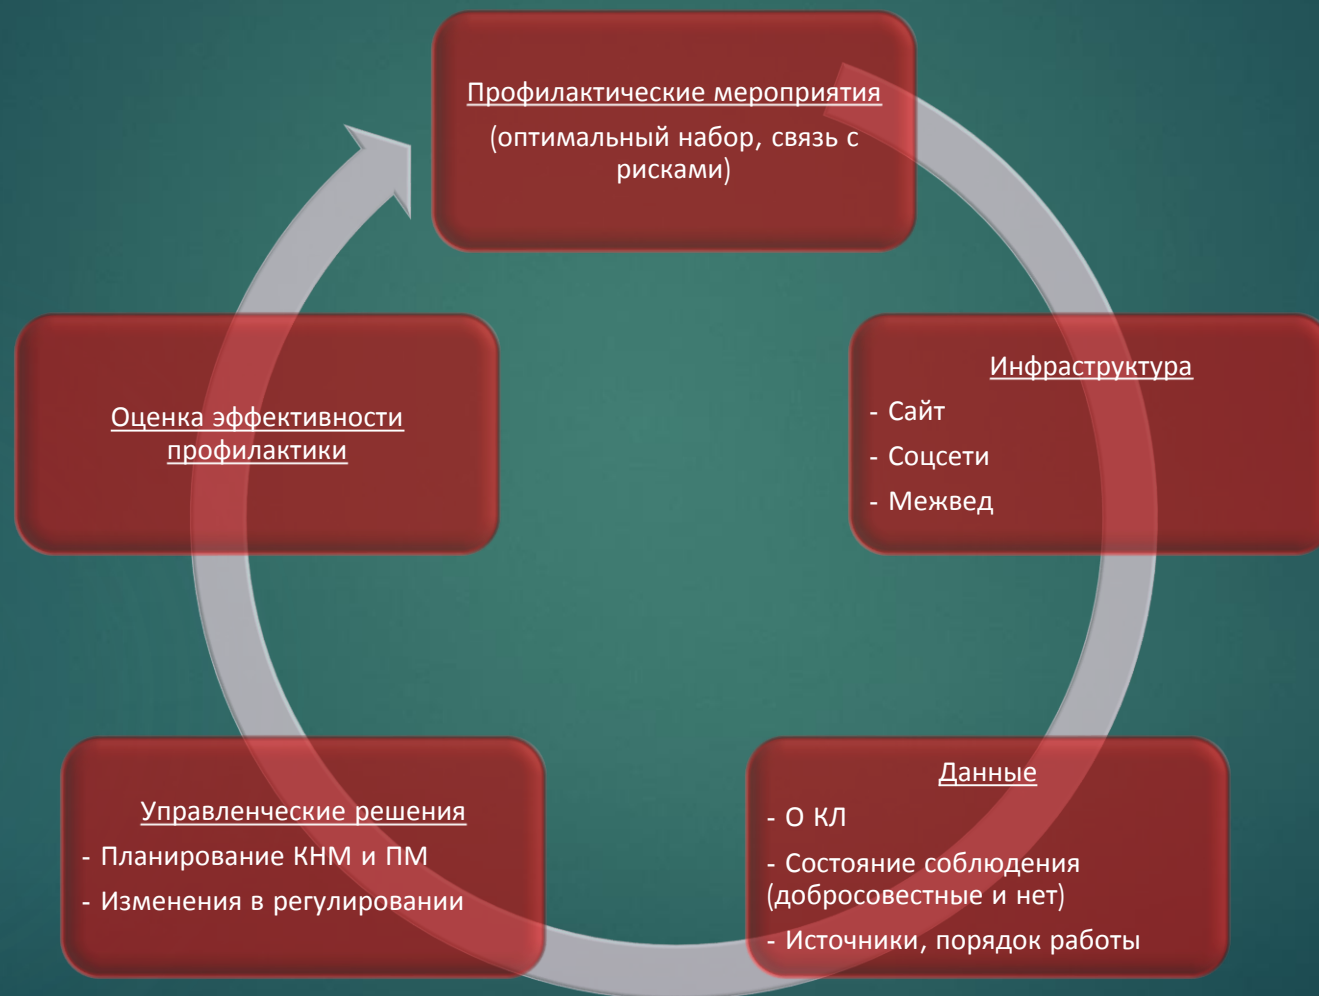 Профилактические мероприятия
(оптимальный набор, связь с
рисками)
Инфраструктура
- Сайт
- Соцсети
- Межвед
Данные
- О КЛ
- Состояние соблюдения
(добросовестные и нет)
- Источники, порядок работы
Управленческие решения
- Планирование КНМ и ПМ
- Изменения в регулировании
Оценка эффективности
профилактики